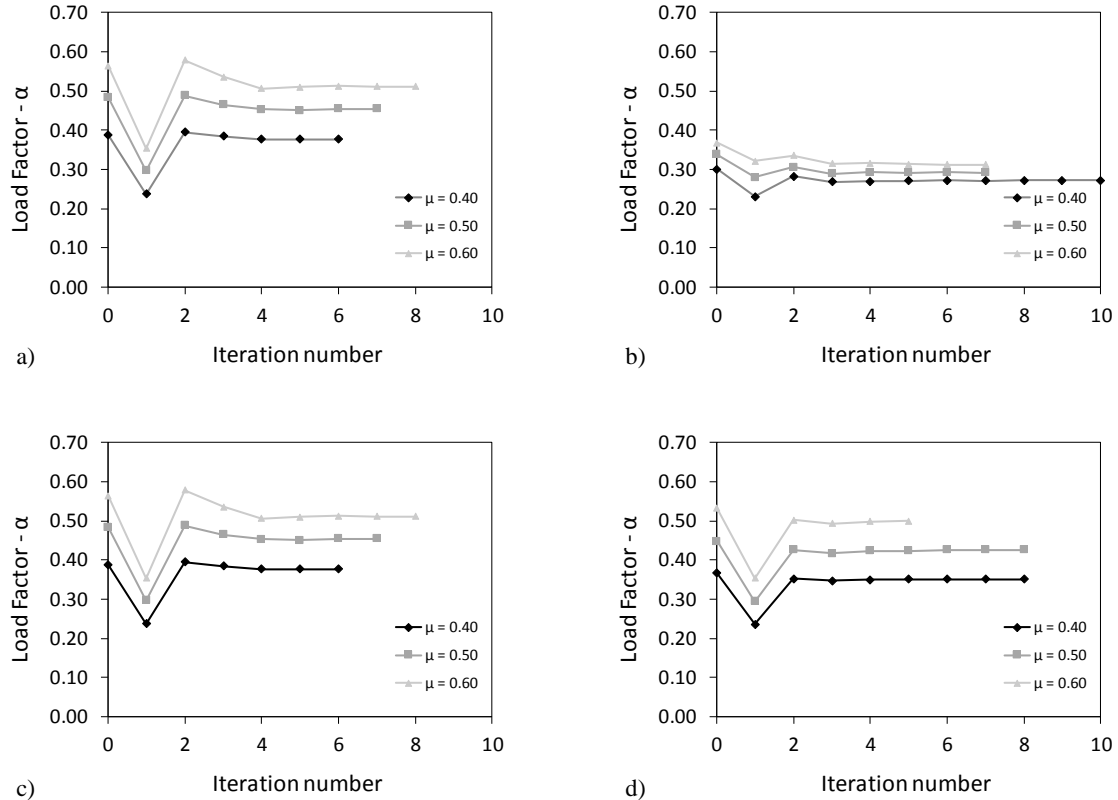 0.70
0.60
0.50
0.40
0.30
0.20
0.10
0.00
Load Factor - α
μ = 0.40
μ = 0.50
μ = 0.60
0 2 4 6 8 10
Iteration number
a)
0.70
0.60
0.50
0.40
0.30
0.20
0.10
0.00
Load Factor - α
μ = 0.40
μ = 0.50
μ = 0.60
0 2 4 6 8 10
Iteration number
b)
0.70
0.60
0.50
0.40
0.30
0.20
0.10
0.00
Load Factor - α
μ = 0.40
μ = 0.50
μ = 0.60
0 2 4 6 8 10
Iteration number
c)
0.70
0.60
0.50
0.40
0.30
0.20
0.10
0.00
Load Factor - α
μ = 0.40
μ = 0.50
μ = 0.60
0 2 4 6 8 10
Iteration number
d)